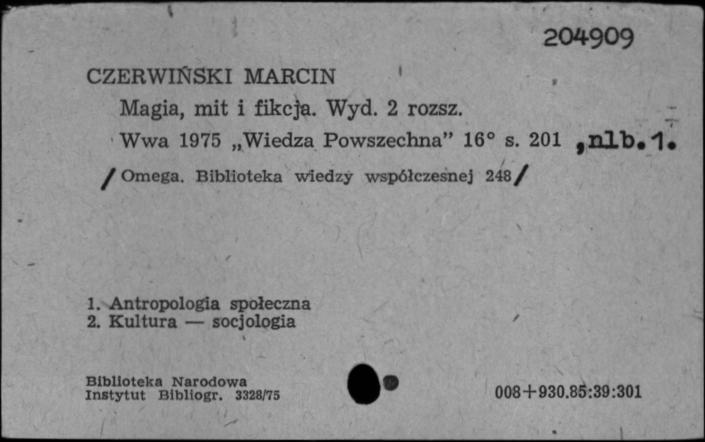 204909
CZERWIŃSKI MARCIN
Magia, mit i fikcja. Wyd. 2 rozsz.
Wwa 1975 „Wiedza Powszechna” 16° s. 201 ,nlb.1.
/Omega. Biblioteka wiedzy współczesnej 248/
1. Antropologia społeczna
2. Kultura — socjologia
Biblioteka Narodowa
Instytut Bibliogr. 3328/75
008+930.85:39:301